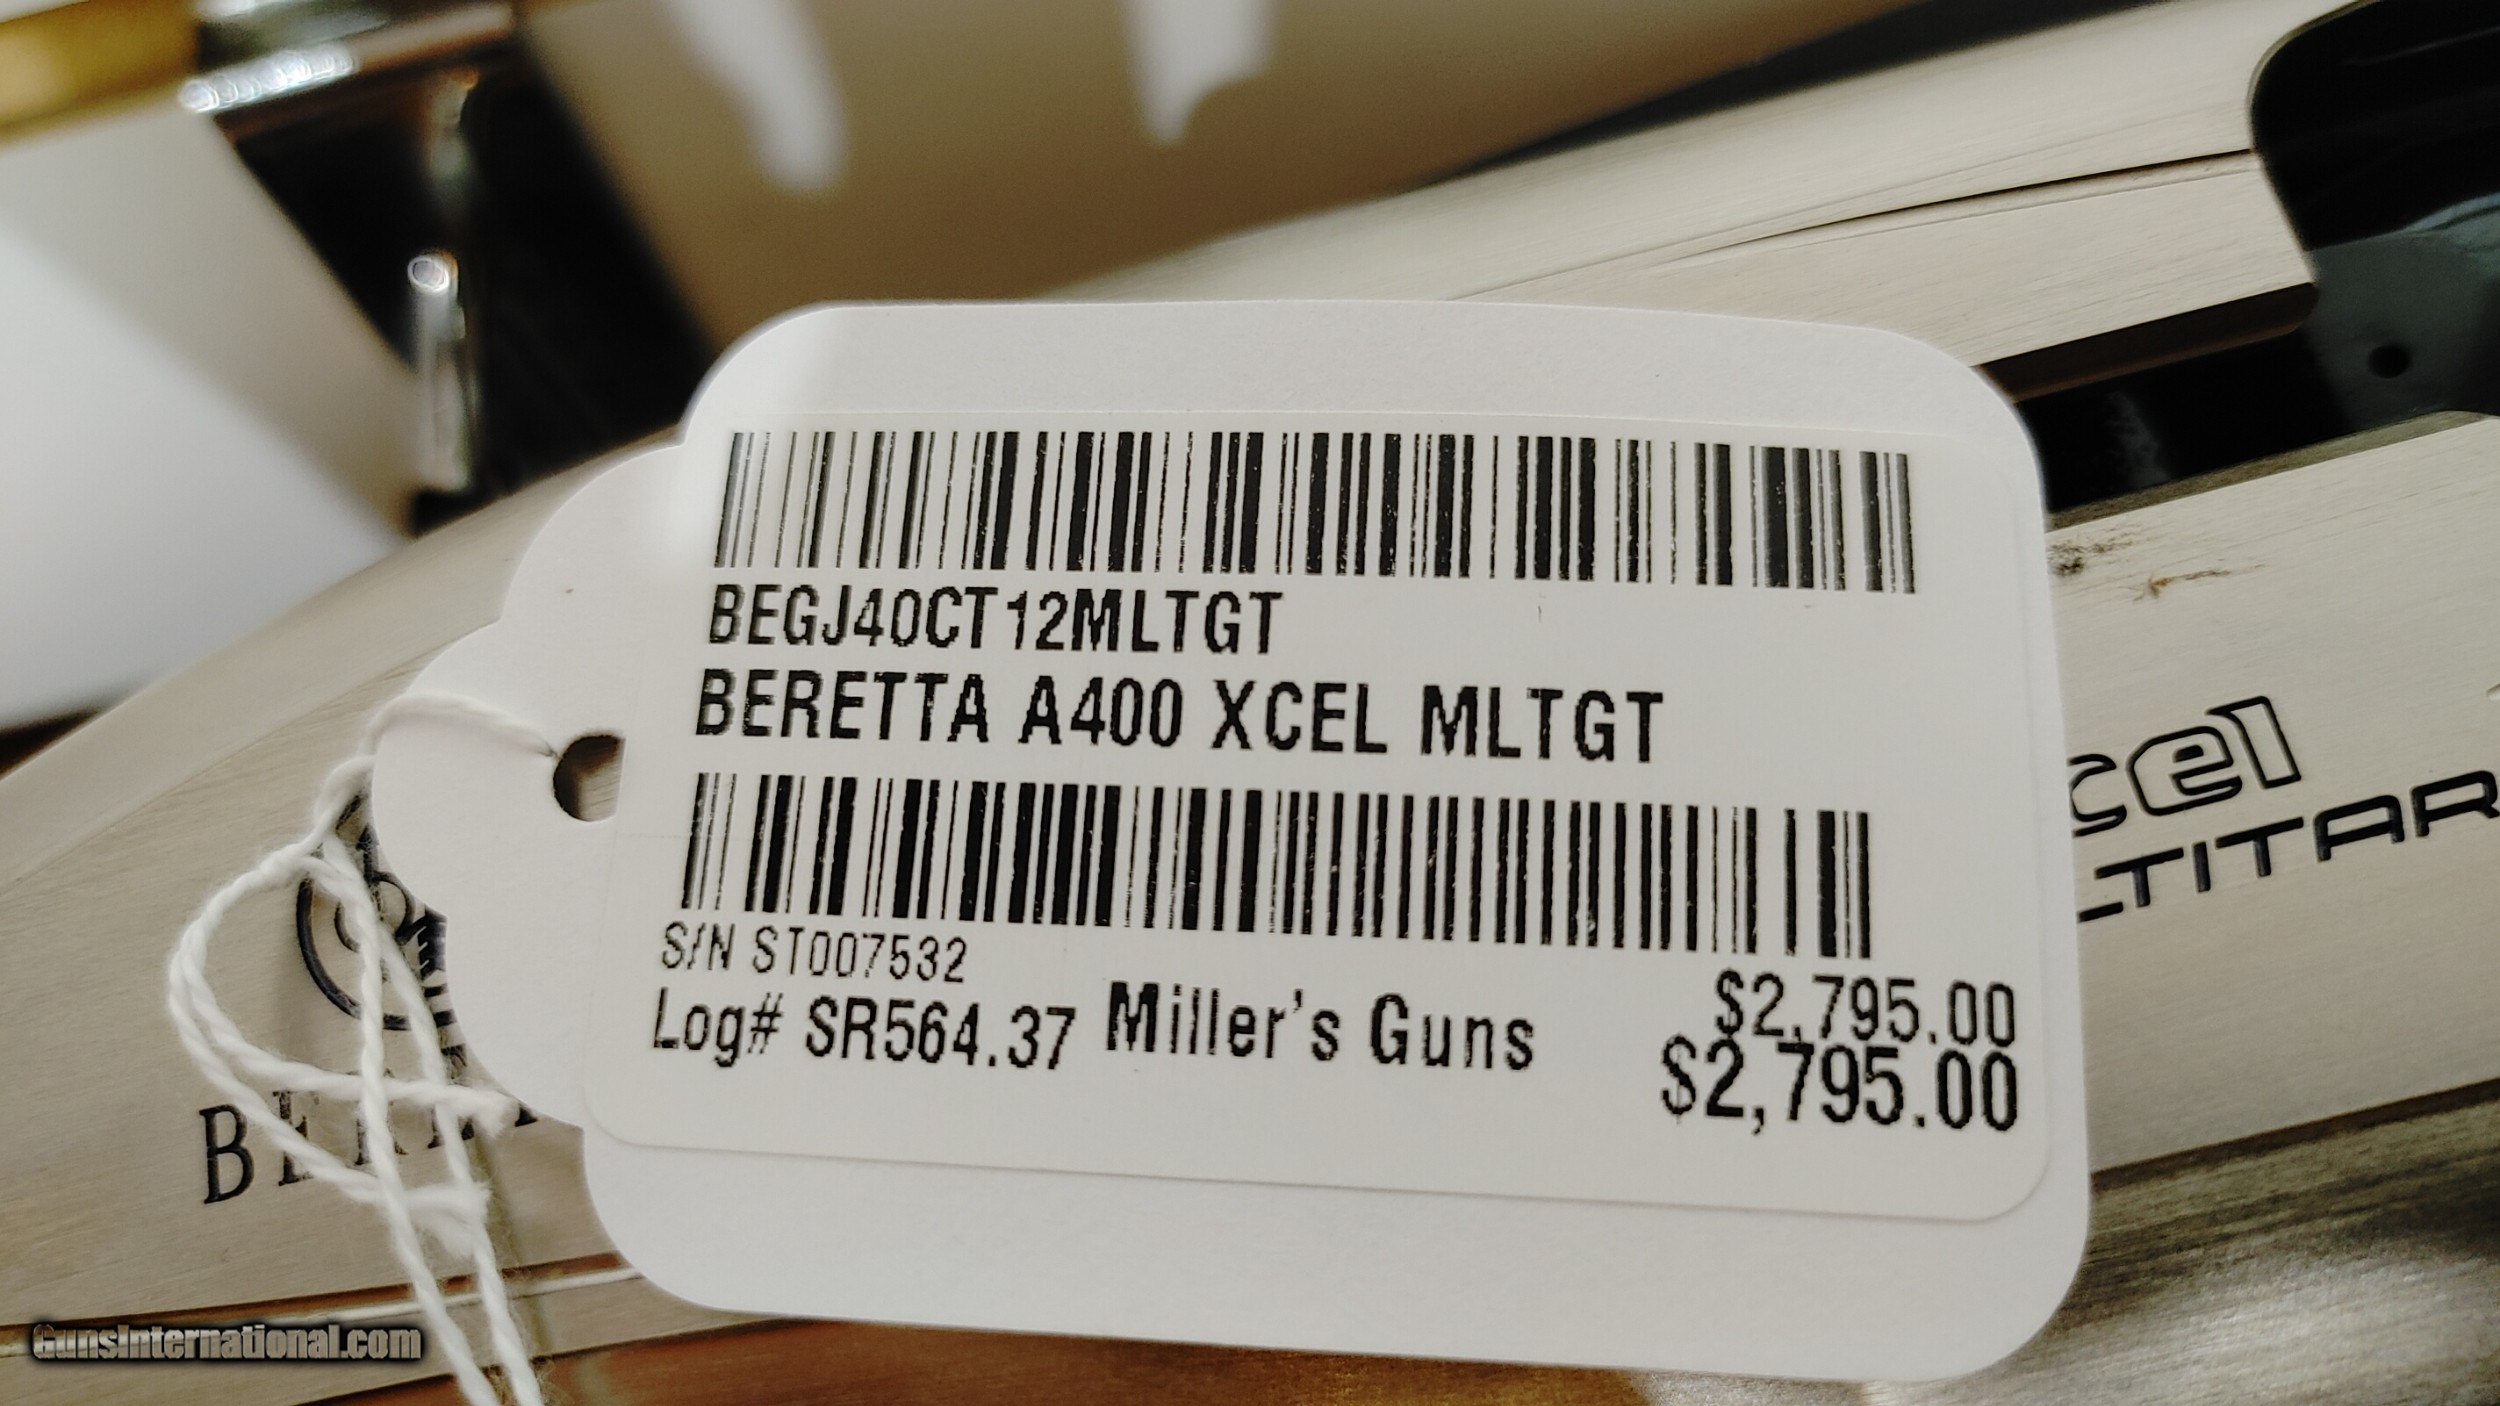 BEGJ40CT12MLTGT
BERETTA A400 XCEL MLTGT
S/N ST007532
Log# SR564.37 Miller's Guns
$2,795.00
$2,795.00
cel
LTITAR
GunsInternational.com